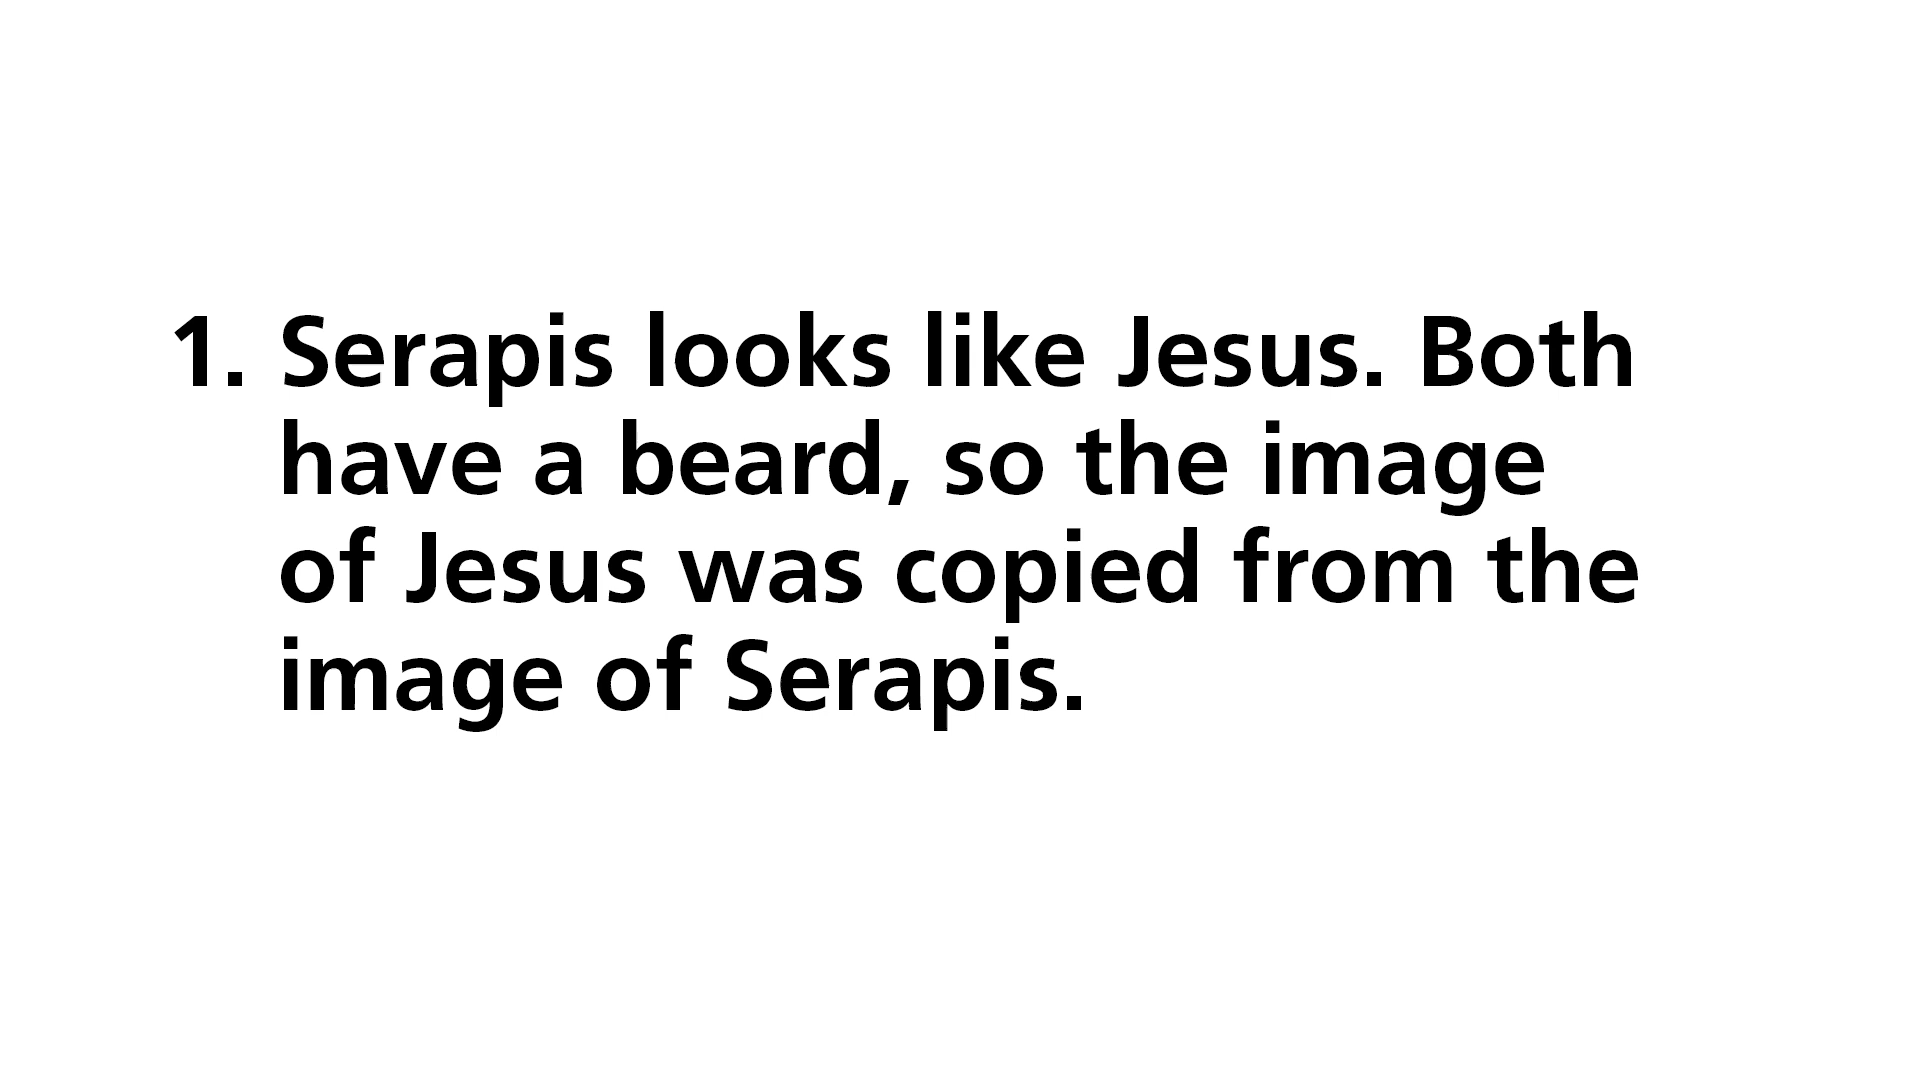 1. Serapis looks like Jesus. Both
have a beard, so the image
of Jesus was copied from the
image of Serapis.